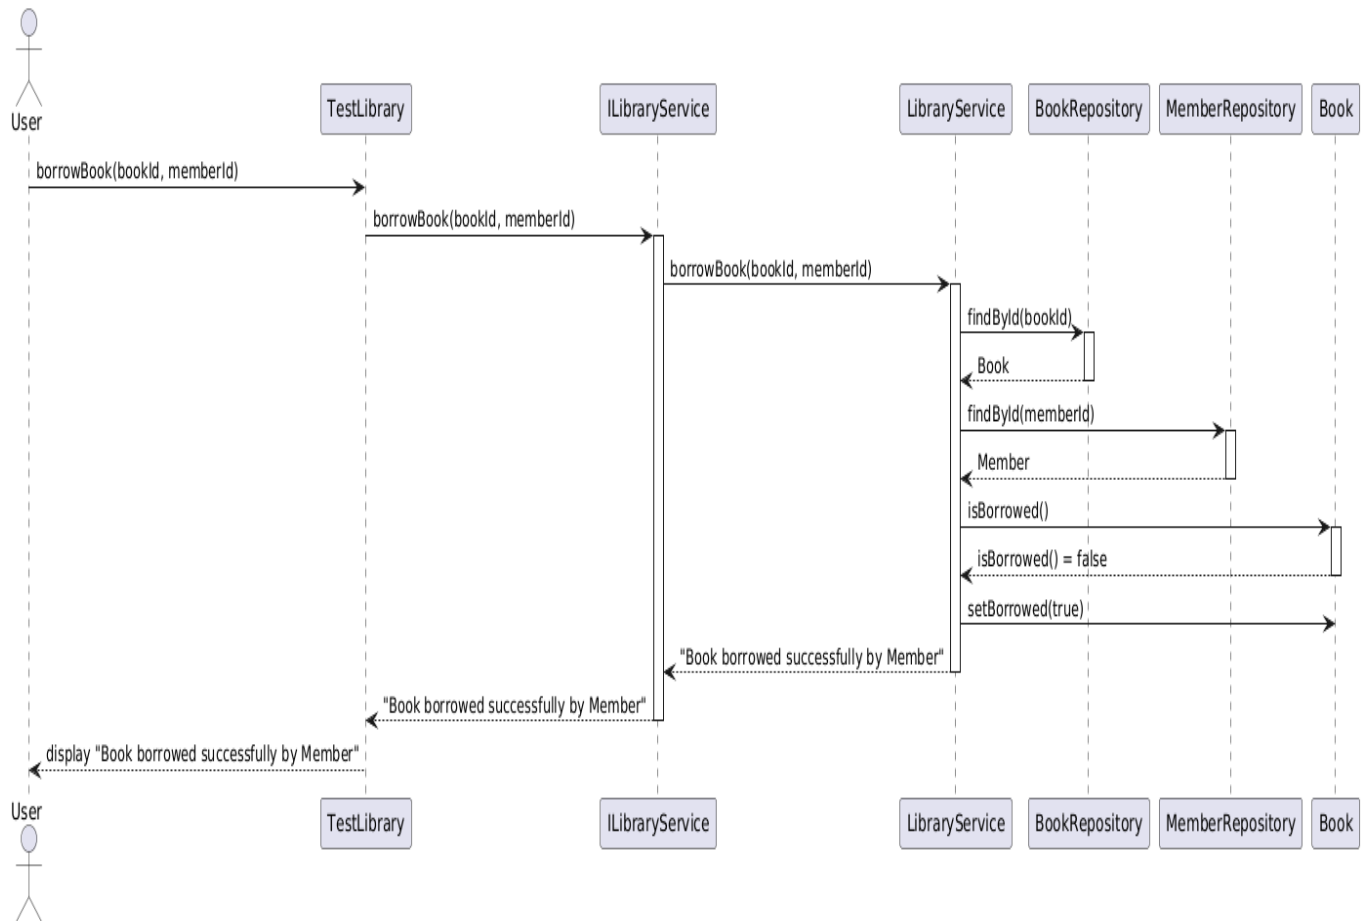 User
TestLibrary
ILibraryService
LibraryService
BookRepository
MemberRepository
Book
borrowBook(bookId, memberId)
borrowBook(bookId, memberId)
borrowBook(bookId, memberId)
findById(bookId)
Book
findById(memberId)
Member
isBorrowed()
isBorrowed() = false
setBorrowed(true)
"Book borrowed successfully by Member"
"Book borrowed successfully by Member"
display "Book borrowed successfully by Member"
User
TestLibrary
ILibraryService
LibraryService
BookRepository
MemberRepository
Book